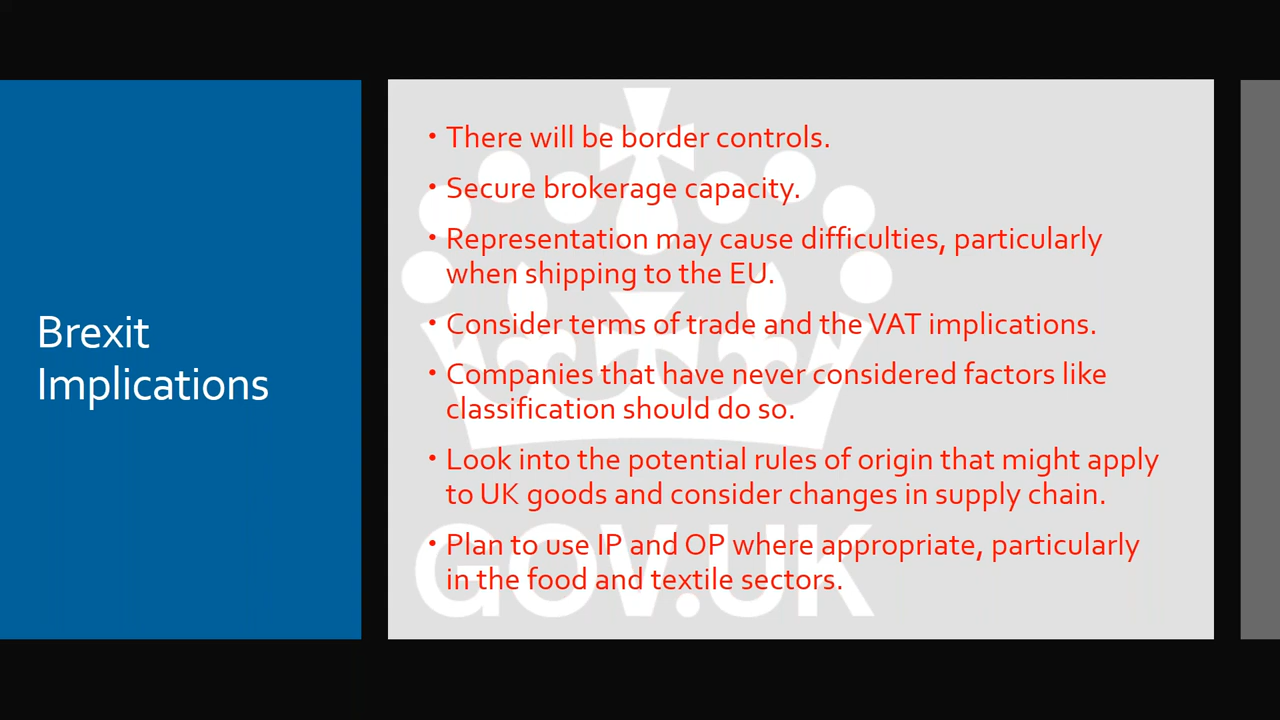 Brexit
Implications
• There will be border controls.
• Secure brokerage capacity.
• Representation may cause difficulties, particularly
when shipping to the EU.
• Consider terms of trade and the VAT implications.
• Companies that have never considered factors like
classification should do so.
• Look into the potential rules of origin that might apply
to UK goods and consider changes in supply chain.
• Plan to use IP and OP where appropriate, particularly
in the food and textile sectors.
GOV.UK